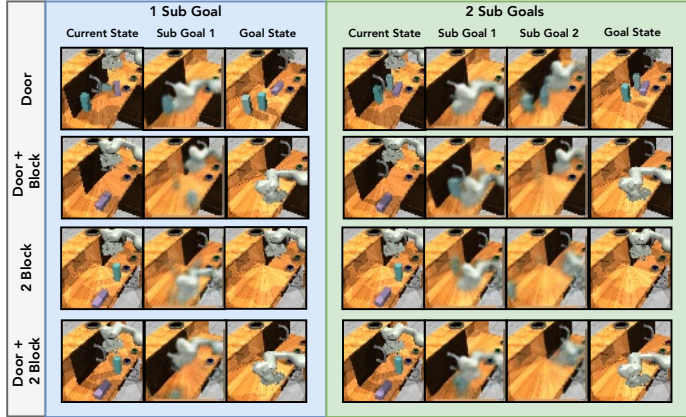 1 Sub Goal
2 Sub Goals
Current State Sub Goal 1 Goal State
Current State Sub Goal 1 Sub Goal 2 Goal State
Door
Door +
Block
2 Block
Door +
2 Block